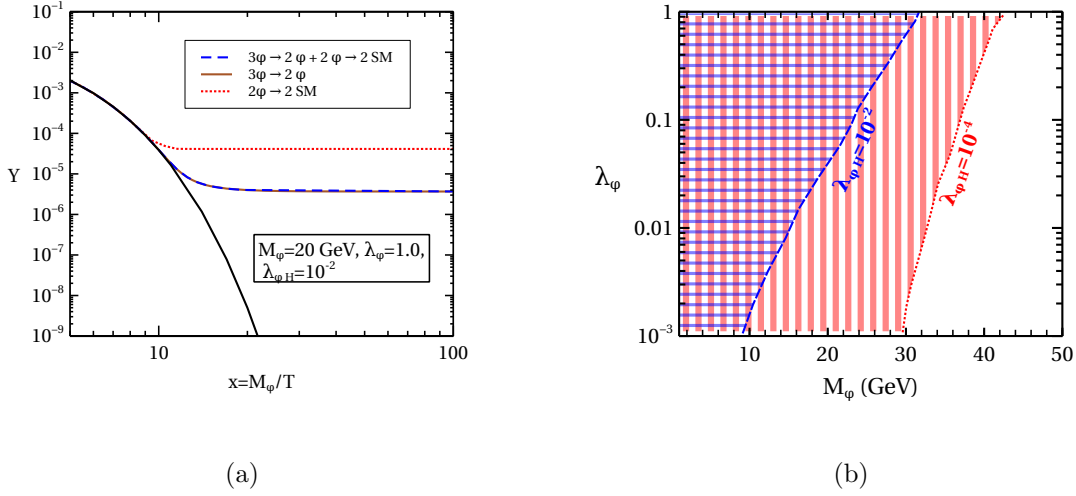 10⁻¹
10⁻²
10⁻³
10⁻⁴
10⁻⁵
10⁻⁶
10⁻⁷
10⁻⁸
10⁻⁹
Y
3φ → 2 φ + 2 φ → 2 SM
3φ → 2 φ
2φ → 2 SM
M_φ=20 GeV, λ_φ=1.0,
λ_φ H=10⁻²
10 100
x=M_φ/T
(a)
1
0.1
0.01
10⁻³
λ_φ
λ_φ H=10⁻²
λ_φ H=10⁻⁴
10 20 30 40 50
M_φ (GeV)
(b)